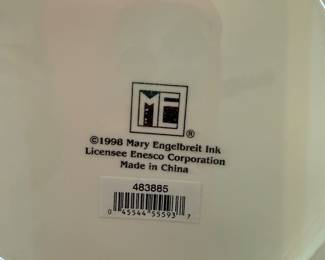 ME
®
©1998 Mary Engelbreit Ink
Licensee Enesco Corporation
Made in China
483885
0 45544 55593 7